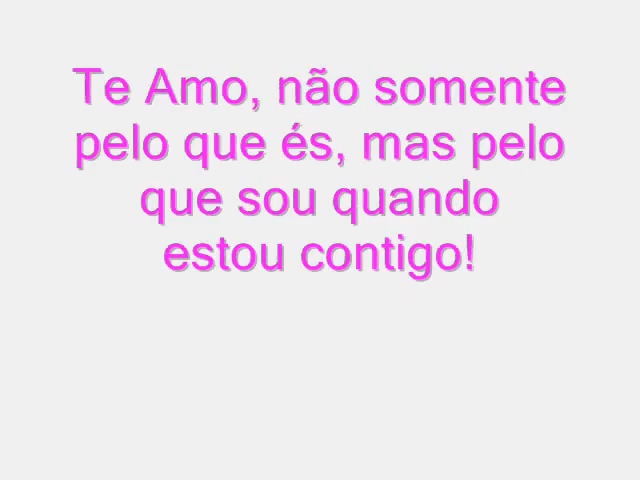 Te Amo, não somente
pelo que és, mas pelo
que sou quando
estou contigo!